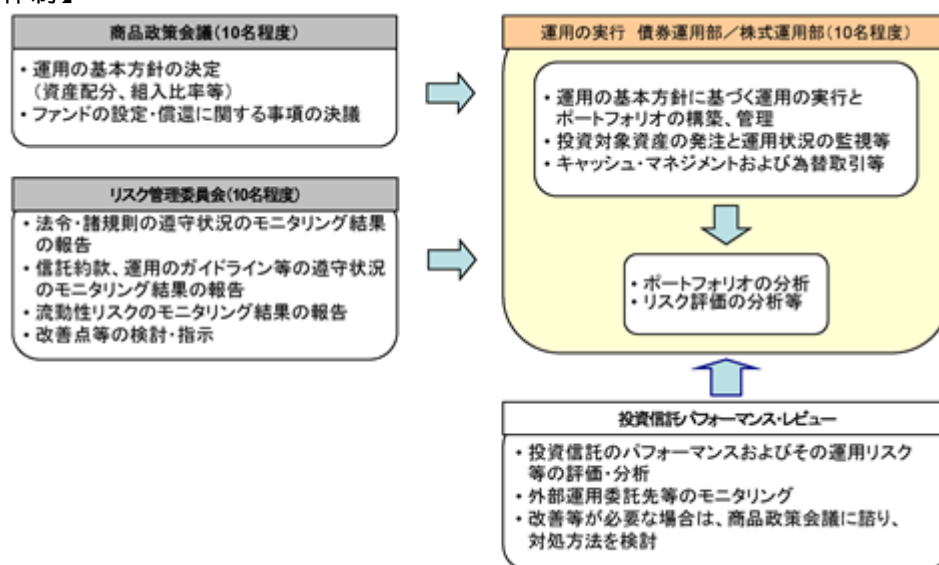 商品政策会議(10名程度)
・運用の基本方針の決定
(資産配分、組入比率等)
・ファンドの設定・償還に関する事項の決議
リスク管理委員会(10名程度)
・法令・諸規則の遵守状況のモニタリング結果
の報告
・信託約款、運用のガイドライン等の遵守状況
のモニタリング結果の報告
・流動性リスクのモニタリング結果の報告
・改善点等の検討・指示
運用の実行 債券運用部/株式運用部(10名程度)
・運用の基本方針に基づく運用の実行と
ポートフォリオの構築、管理
・投資対象資産の発注と運用状況の監視等
・キャッシュ・マネジメントおよび為替取引等
・ポートフォリオの分析
・リスク評価の分析等
投資信託パフォーマンス・レビュー
・投資信託のパフォーマンスおよびその運用リスク
等の評価・分析
・外部運用委託先等のモニタリング
・改善等が必要な場合は、商品政策会議に諮り、
対処方法を検討